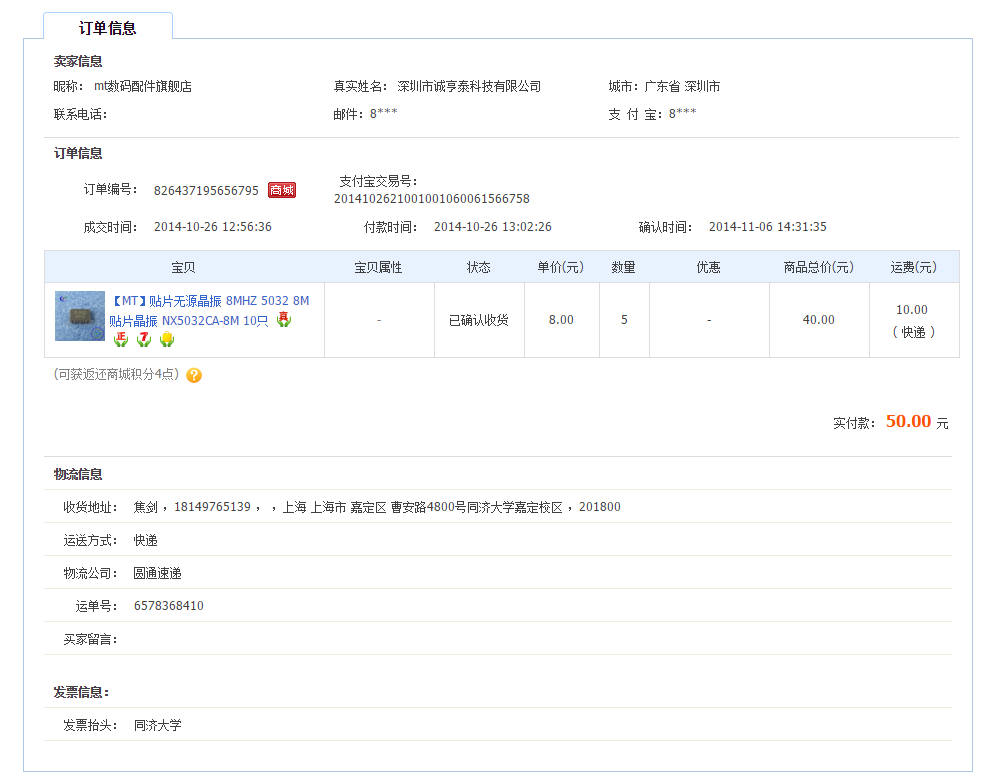 订单信息
卖家信息
昵称： mt数码配件旗舰店 真实姓名： 深圳市诚亨泰科技有限公司 城市：广东省 深圳市
联系电话： 邮件：8*** 支 付 宝：8***
订单信息
订单编号： 826437195656795 商城 支付宝交易号：
2014102621001001060061566758
成交时间： 2014-10-26 12:56:36 付款时间： 2014-10-26 13:02:26 确认时间： 2014-11-06 14:31:35
宝贝 宝贝属性 状态 单价(元) 数量 优惠 商品总价(元) 运费(元)
【MT】贴片无源晶振 8MHZ 5032 8M
贴片晶振 NX5032CA-8M 10只 真
正 7
- 已确认收货 8.00 5 - 40.00 10.00
( 快递 )
(可获返还商城积分4点) ?
实付款： 50.00 元
物流信息
收货地址： 焦剑 ，18149765139 ， ，上海 上海市 嘉定区 曹安路4800号同济大学嘉定校区 ，201800
运送方式： 快递
物流公司： 圆通速递
运单号： 6578368410
买家留言：
发票信息：
发票抬头： 同济大学